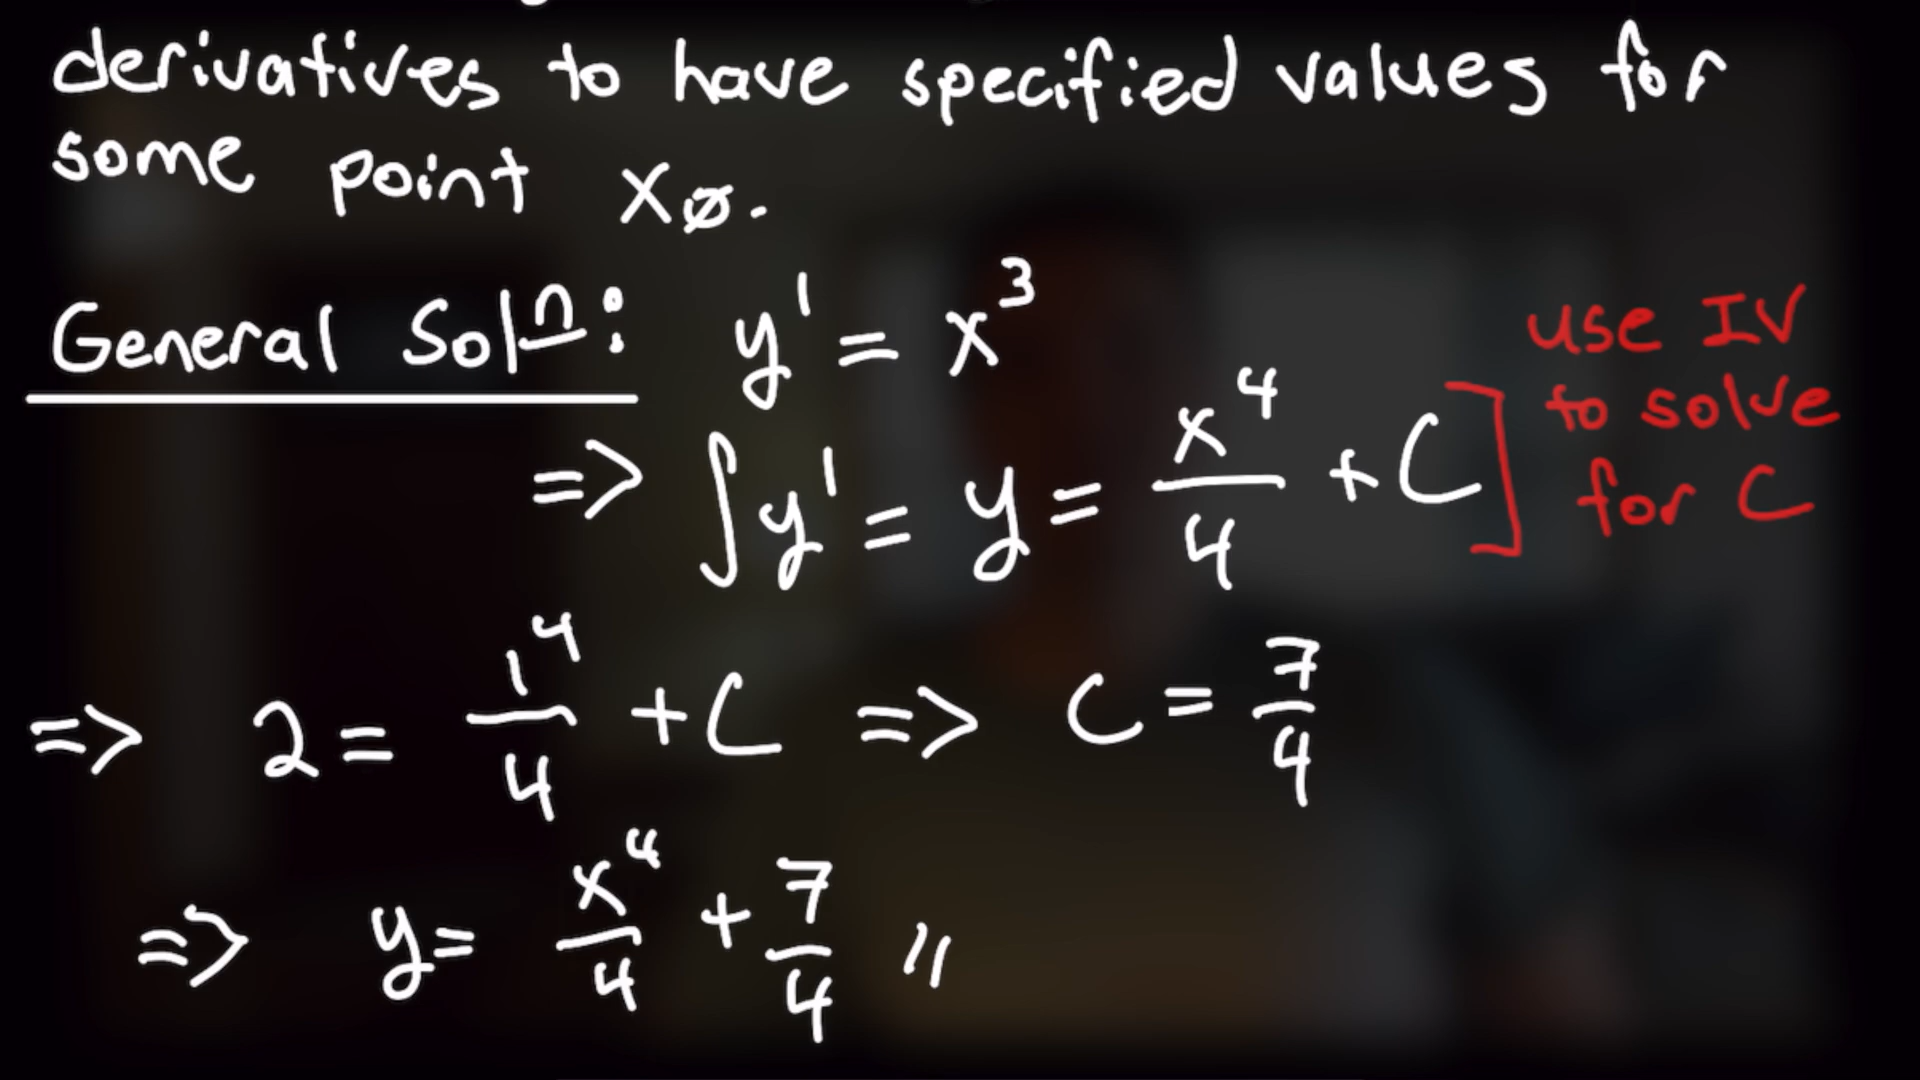 derivatives to have specified values for
some point x₀.
General Solⁿ: y' = x³
=> ∫y' = y = x⁴/4 + C ] use IV to solve for C
=> 2 = 1⁴/4 + C => C = 7/4
=> y = x⁴/4 + 7/4 //